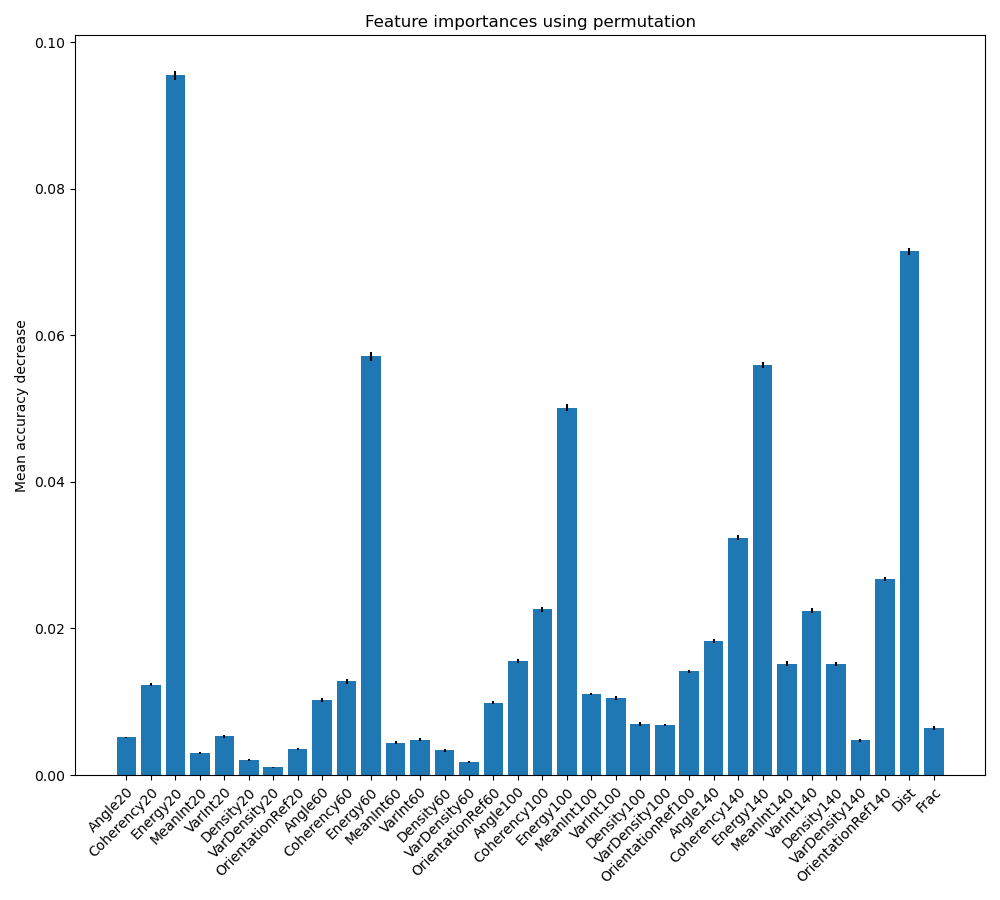 Feature importances using permutation
Mean accuracy decrease
0.10
0.08
0.06
0.04
0.02
0.00
Angle20
Coherency20
Energy20
MeanInt20
VarInt20
Density20
VarDensity20
OrientationRef20
Angle60
Coherency60
Energy60
MeanInt60
VarInt60
Density60
VarDensity60
OrientationRef60
Angle100
Coherency100
Energy100
MeanInt100
VarInt100
Density100
VarDensity100
OrientationRef100
Angle140
Coherency140
Energy140
MeanInt140
VarInt140
Density140
VarDensity140
OrientationRef140
Dist
Frac